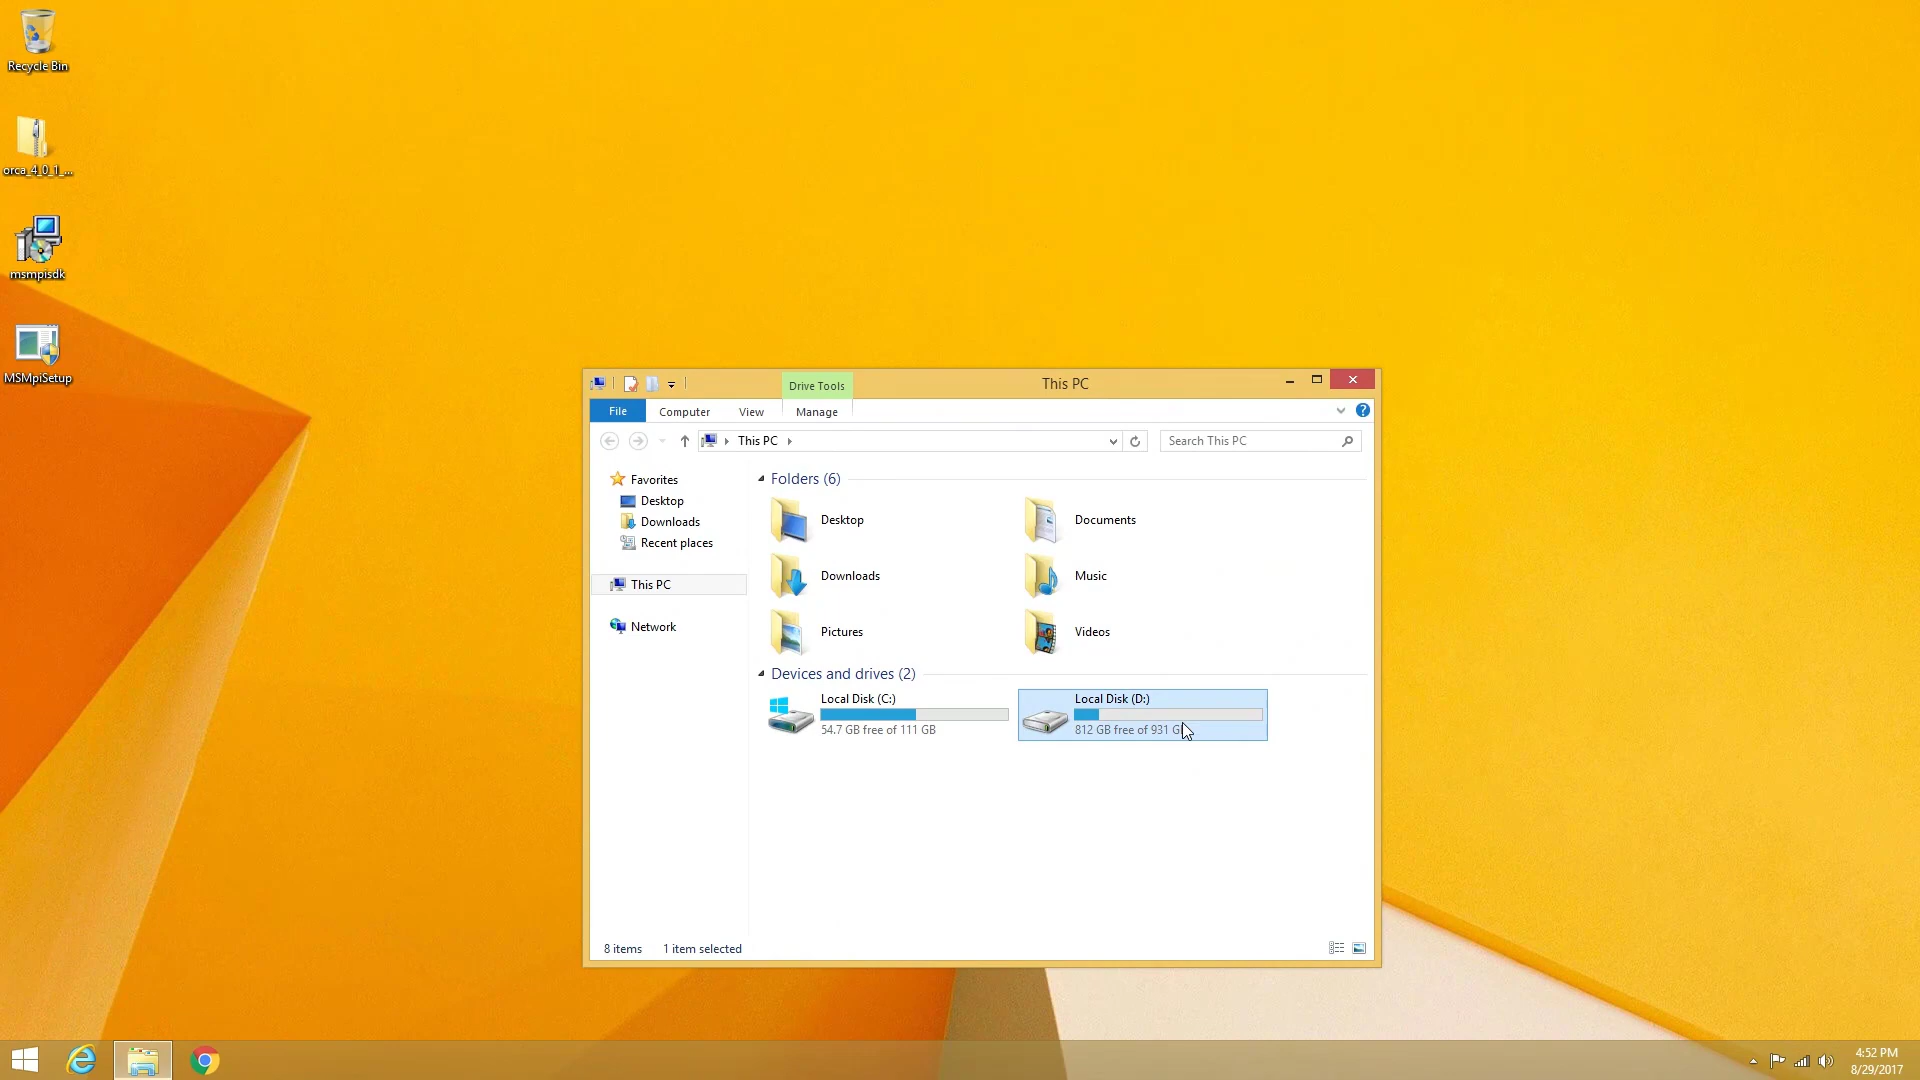 Recycle Bin
orca_4_0_1_...
msmpisdk
MSMpiSetup
Drive Tools
This PC
File
Computer
View
Manage
This PC
Search This PC
Favorites
Desktop
Downloads
Recent places
This PC
Network
Folders (6)
Desktop
Documents
Downloads
Music
Pictures
Videos
Devices and drives (2)
Local Disk (C:)
54.7 GB free of 111 GB
Local Disk (D:)
812 GB free of 931 GB
8 items
1 item selected
4:52 PM
8/29/2017